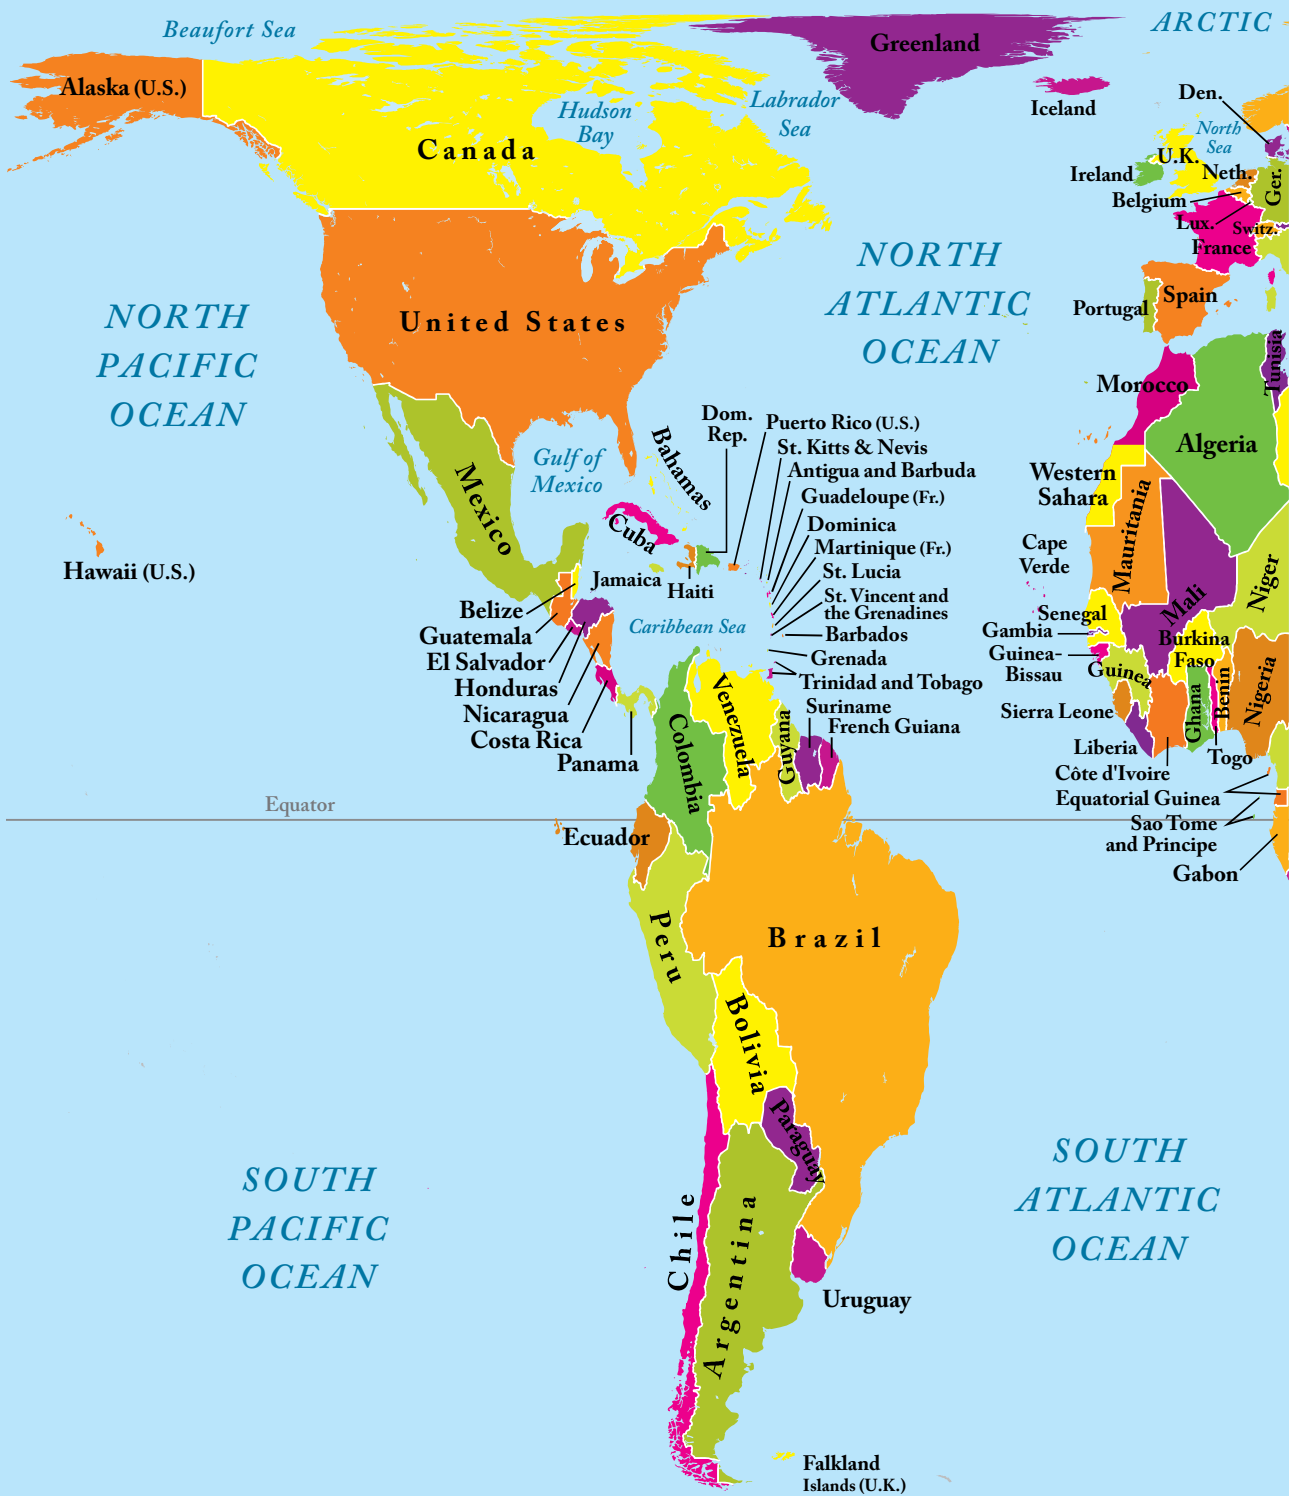 Beaufort Sea
ARCTIC
Greenland
Alaska (U.S.)
Iceland
Den.
Hudson
Bay
Labrador
Sea
North
Sea
Canada
U.K.
Ireland
Neth.
Ger.
Belgium
Lux.
Switz.
France
NORTH
PACIFIC
OCEAN
United States
NORTH
ATLANTIC
OCEAN
Portugal
Spain
Tunisia
Morocco
Algeria
Gulf of
Mexico
Mexico
Bahamas
Dom.
Rep.
Puerto Rico (U.S.)
St. Kitts & Nevis
Antigua and Barbuda
Guadeloupe (Fr.)
Dominica
Martinique (Fr.)
St. Lucia
St. Vincent and
the Grenadines
Barbados
Grenada
Trinidad and Tobago
Western
Sahara
Mauritania
Cape
Verde
Mali
Niger
Hawaii (U.S.)
Cuba
Jamaica
Haiti
Caribbean Sea
Belize
Guatemala
El Salvador
Honduras
Nicaragua
Costa Rica
Panama
Senegal
Gambia
Guinea-
Bissau
Guinea
Burkina
Faso
Sierra Leone
Liberia
Côte d'Ivoire
Ghana
Togo
Benin
Nigeria
Equatorial Guinea
Sao Tome
and Principe
Gabon
Venezuela
Guyana
Suriname
French Guiana
Colombia
Equator
Ecuador
Peru
Brazil
Bolivia
Paraguay
SOUTH
PACIFIC
OCEAN
Chile
Argentina
Uruguay
SOUTH
ATLANTIC
OCEAN
Falkland
Islands (U.K.)